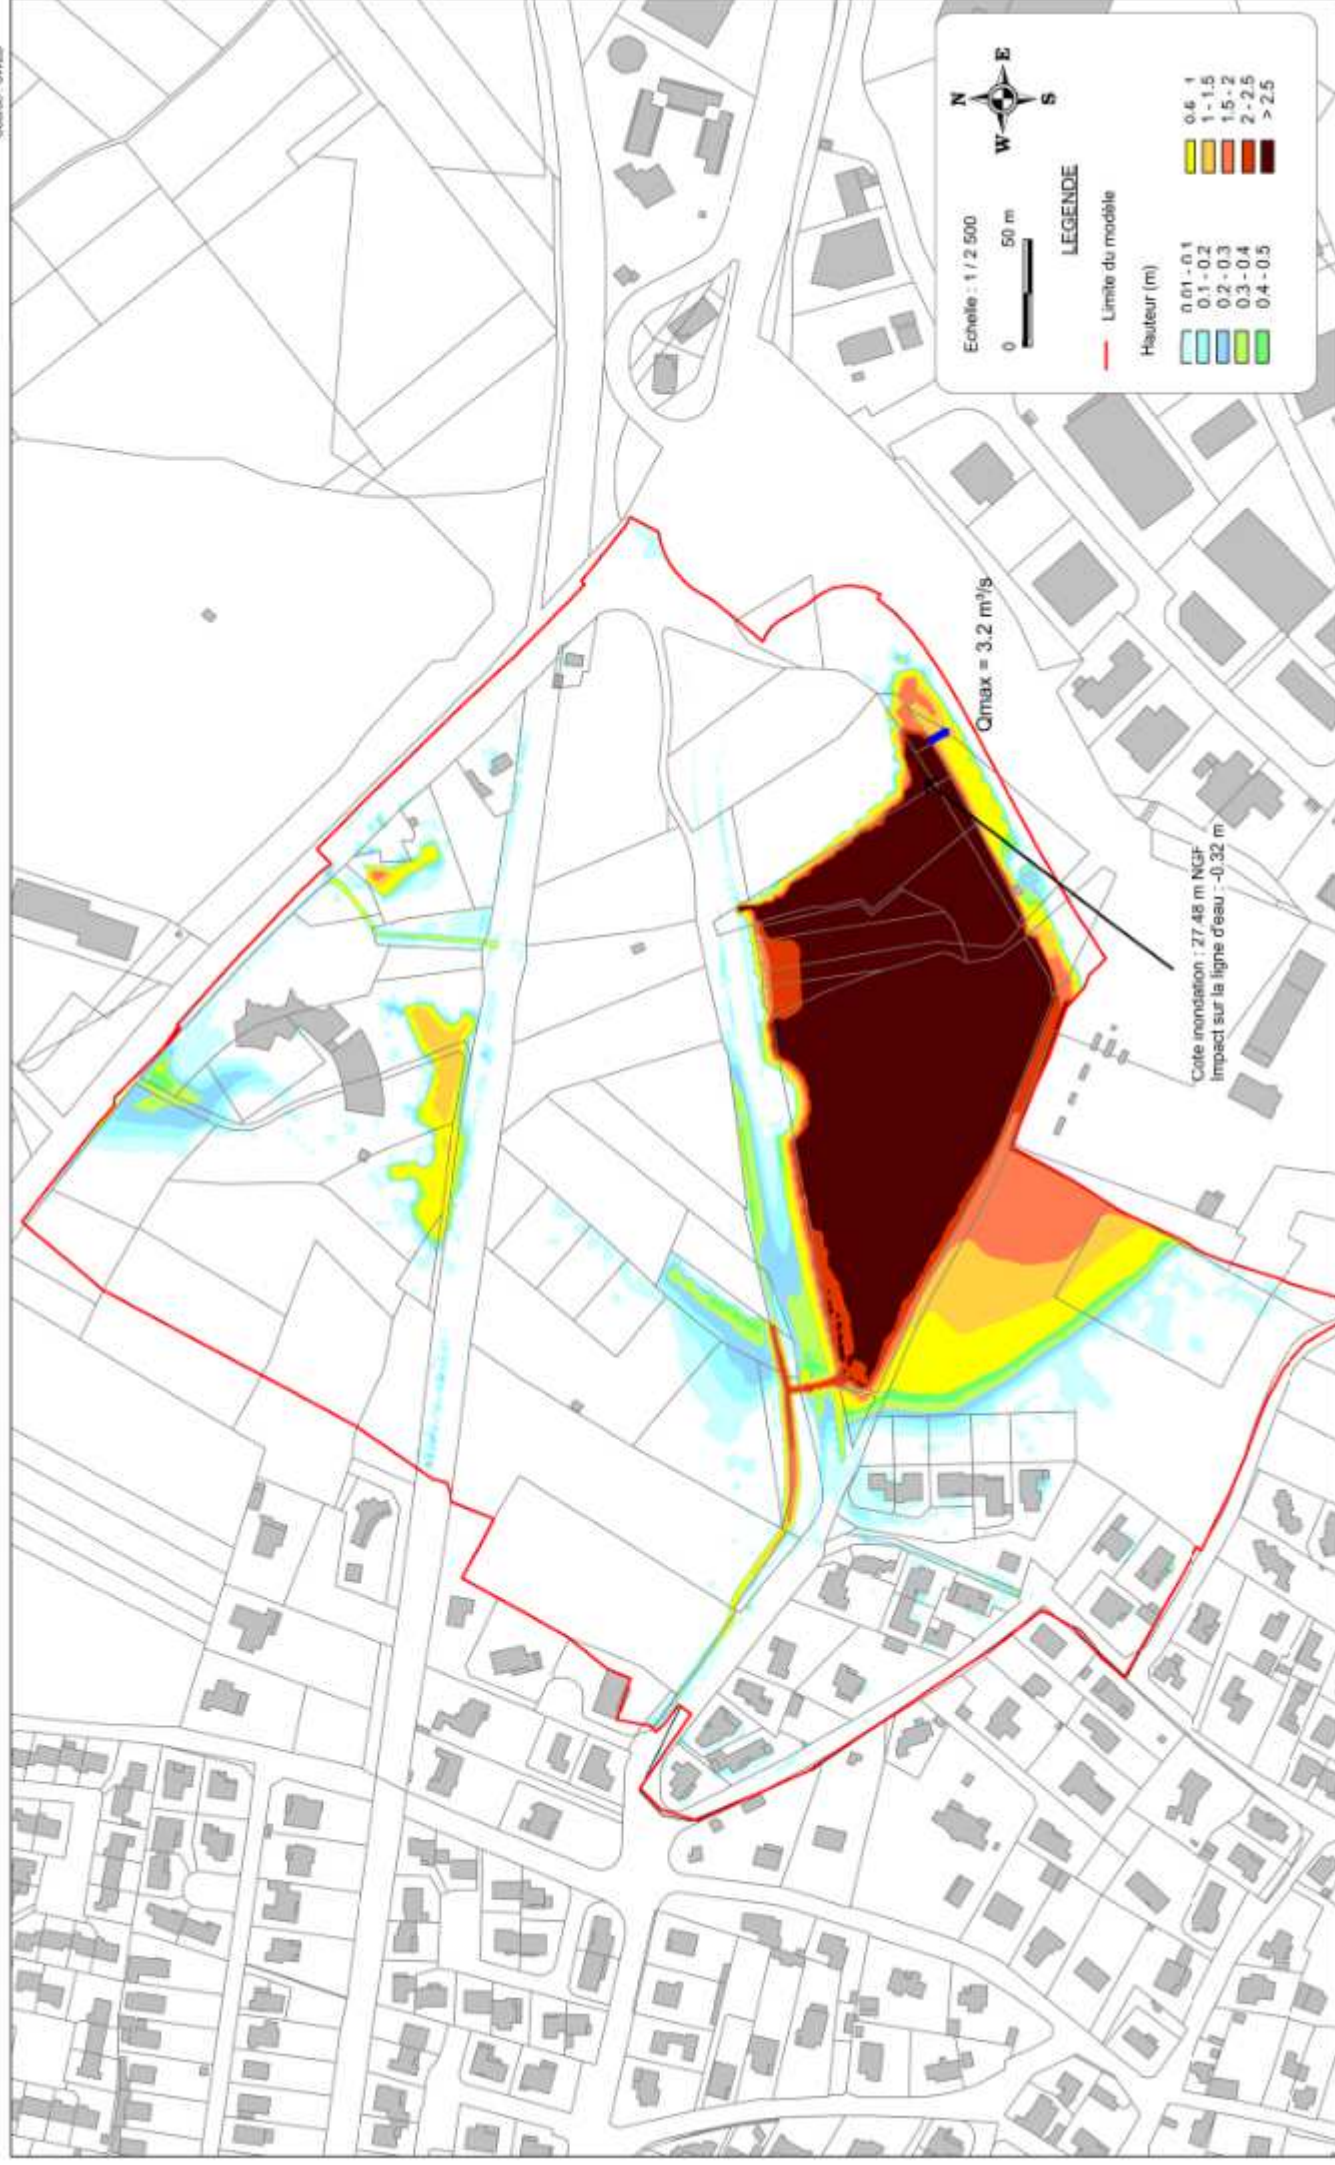 N
W E
S
Echelle : 1 / 2 500
0 50 m
LEGENDE
Limite du modèle
Hauteur (m)
0.01 - 0.1
0.1 - 0.2
0.2 - 0.3
0.3 - 0.4
0.4 - 0.5
0.6 1
1 - 1.5
1.5 - 2
2 - 2.5
> 2.5
Qmax = 3.2 m³/s
Cote inondation : 27.48 m NGF
Impact sur la ligne d'eau : -0.32 m